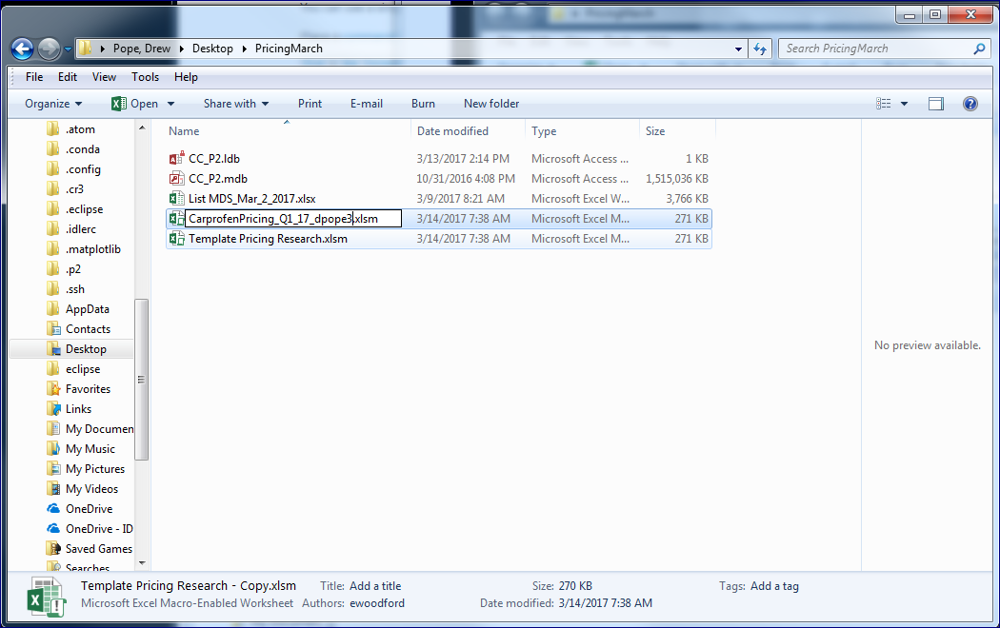 PricingMarch
Pope, Drew Desktop PricingMarch
Search PricingMarch
File Edit View Tools Help
Organize Open Share with Print E-mail Burn New folder
Name Date modified Type Size
CC_P2.ldb 3/13/2017 2:14 PM Microsoft Access ... 1 KB
CC_P2.mdb 10/31/2016 4:08 PM Microsoft Access ... 1,515,036 KB
List MDS_Mar_2_2017.xlsx 3/9/2017 8:21 AM Microsoft Excel W... 3,766 KB
CarprofenPricing_Q1_17_dpope3.xlsm 3/14/2017 7:38 AM Microsoft Excel M... 271 KB
Template Pricing Research.xlsm 3/14/2017 7:38 AM Microsoft Excel M... 271 KB
.atom
.conda
.config
.cr3
.eclipse
.idlerc
.matplotlib
.p2
.ssh
AppData
Contacts
Desktop
eclipse
Favorites
Links
My Documen
My Music
My Pictures
My Videos
OneDrive
OneDrive - ID
Saved Games
Searches
No preview available.
Template Pricing Research - Copy.xlsm Title: Add a title Size: 270 KB Tags: Add a tag
Microsoft Excel Macro-Enabled Worksheet Authors: ewoodford Date modified: 3/14/2017 7:38 AM